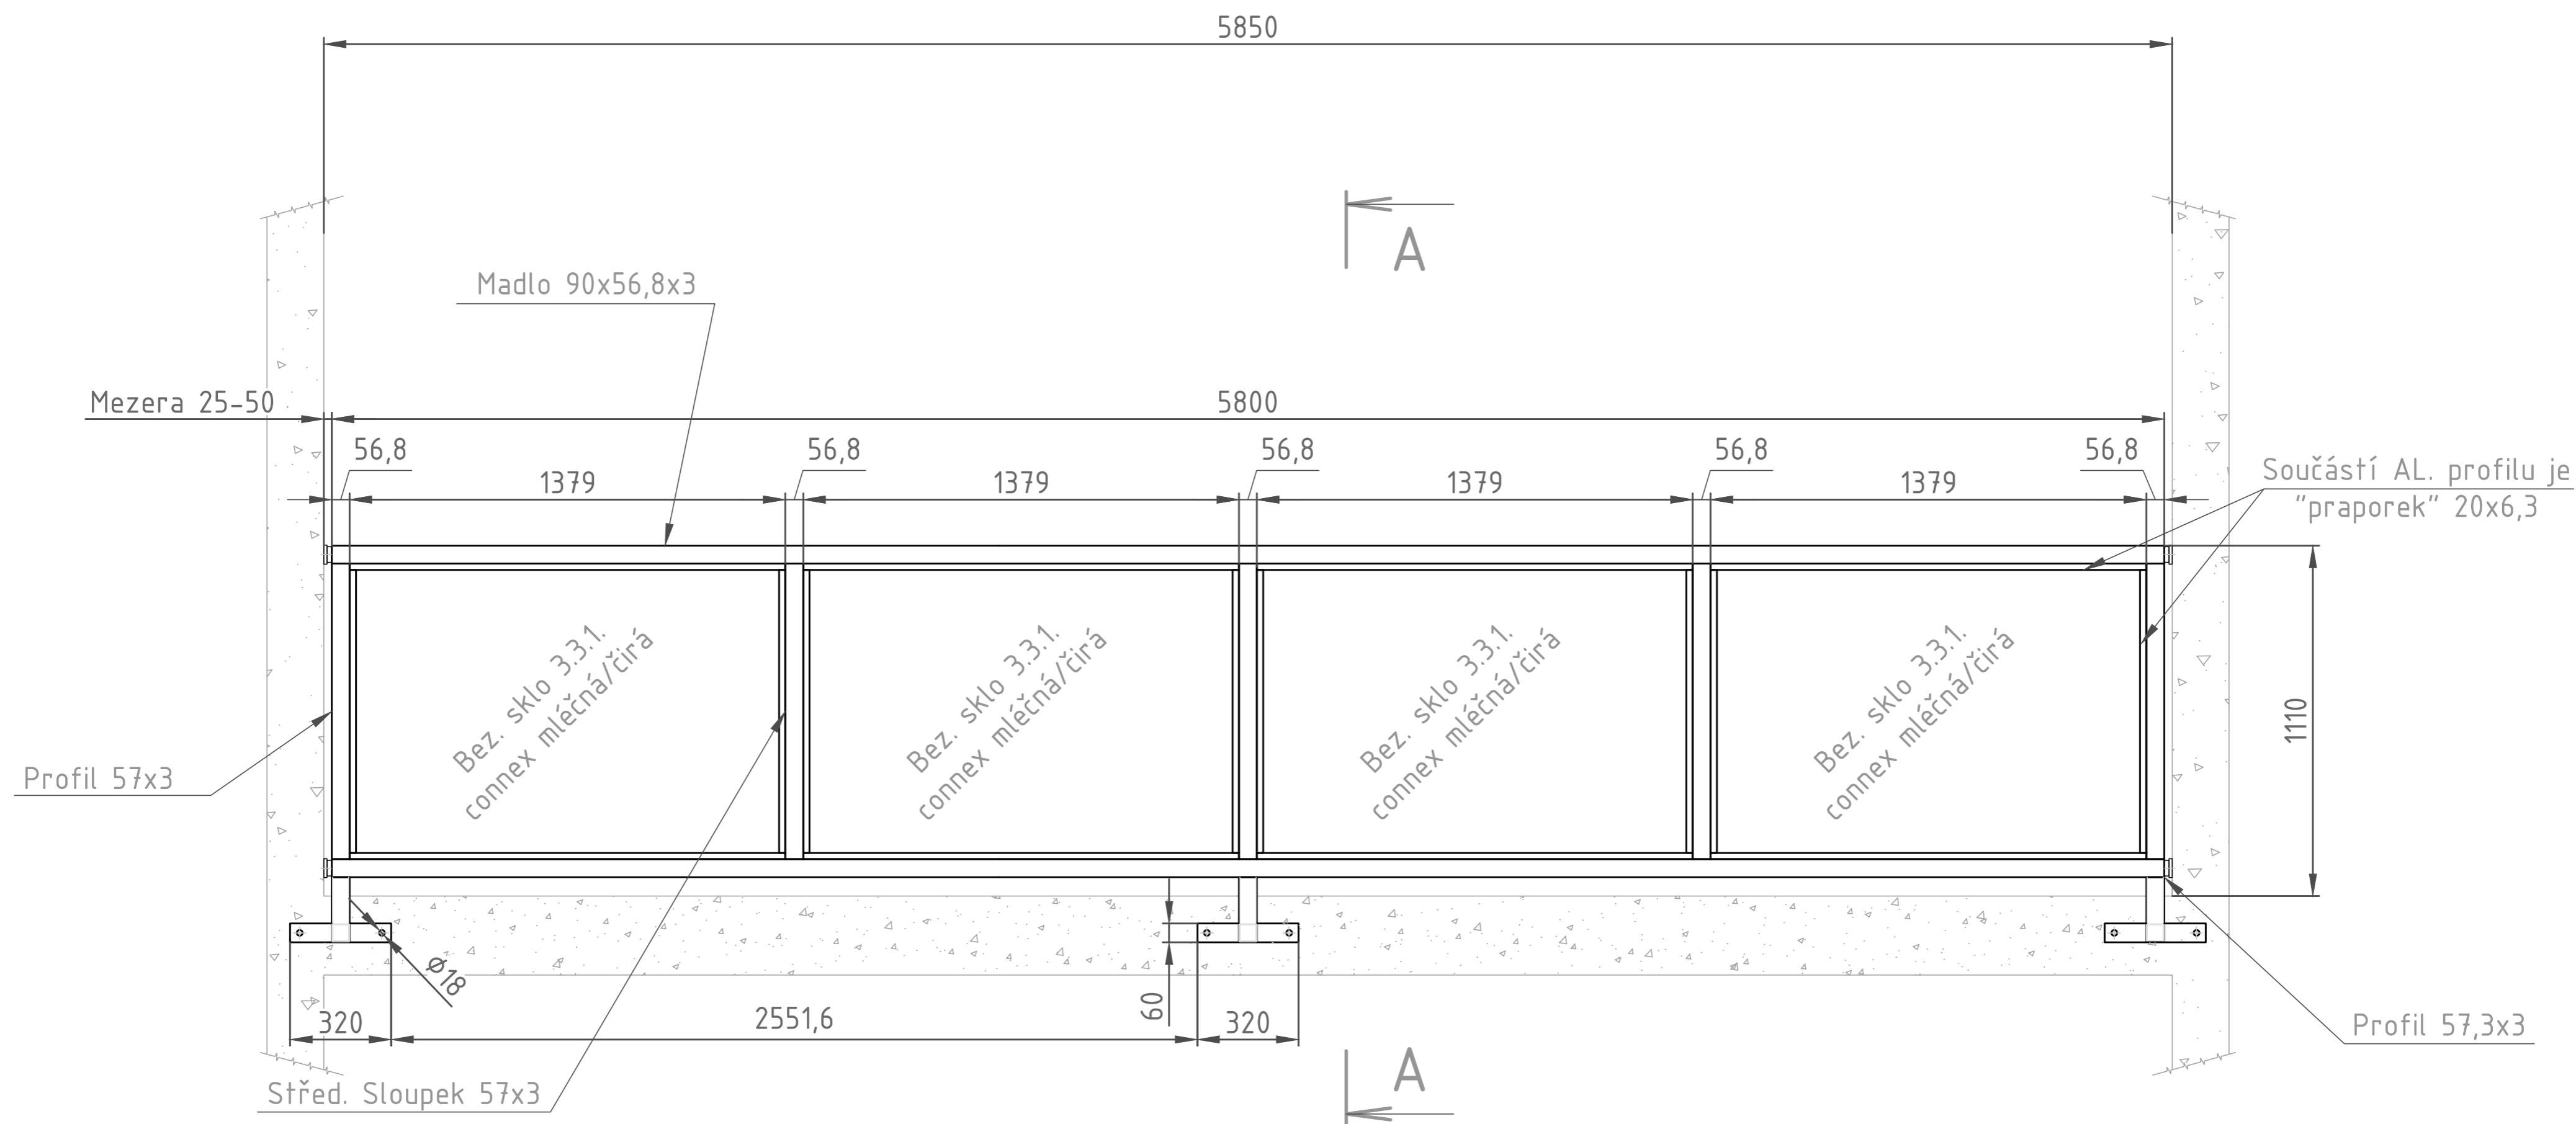 5850
A
Madlo 90x56,8x3
Mezera 25-50
5800
56,8
56,8
56,8
56,8
56,8
1379
1379
1379
1379
Součástí AL. profilu je
"praporek" 20x6,3
Bez. sklo 3.3.1.
connex mléčná/čirá
Bez. sklo 3.3.1.
connex mléčná/čirá
Bez. sklo 3.3.1.
connex mléčná/čirá
Bez. sklo 3.3.1.
connex mléčná/čirá
1110
Profil 57x3
Ø18
60
320
2551,6
320
Profil 57,3x3
Střed. Sloupek 57x3
A